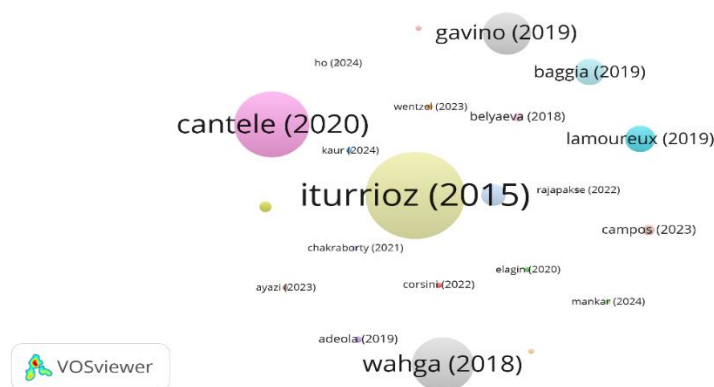 gavino (2019)
ho (2024)
baggia (2019)
wentzel (2023)
belyaeva (2018)
cantele (2020)
lamoureux (2019)
kaur (2024)
iturrioz (2015)
rajapakse (2022)
campos (2023)
chakraborty (2021)
elagin (2020)
ayazi (2023)
corsini (2022)
mankar (2024)
adeola (2019)
wahga (2018)
VOSviewer